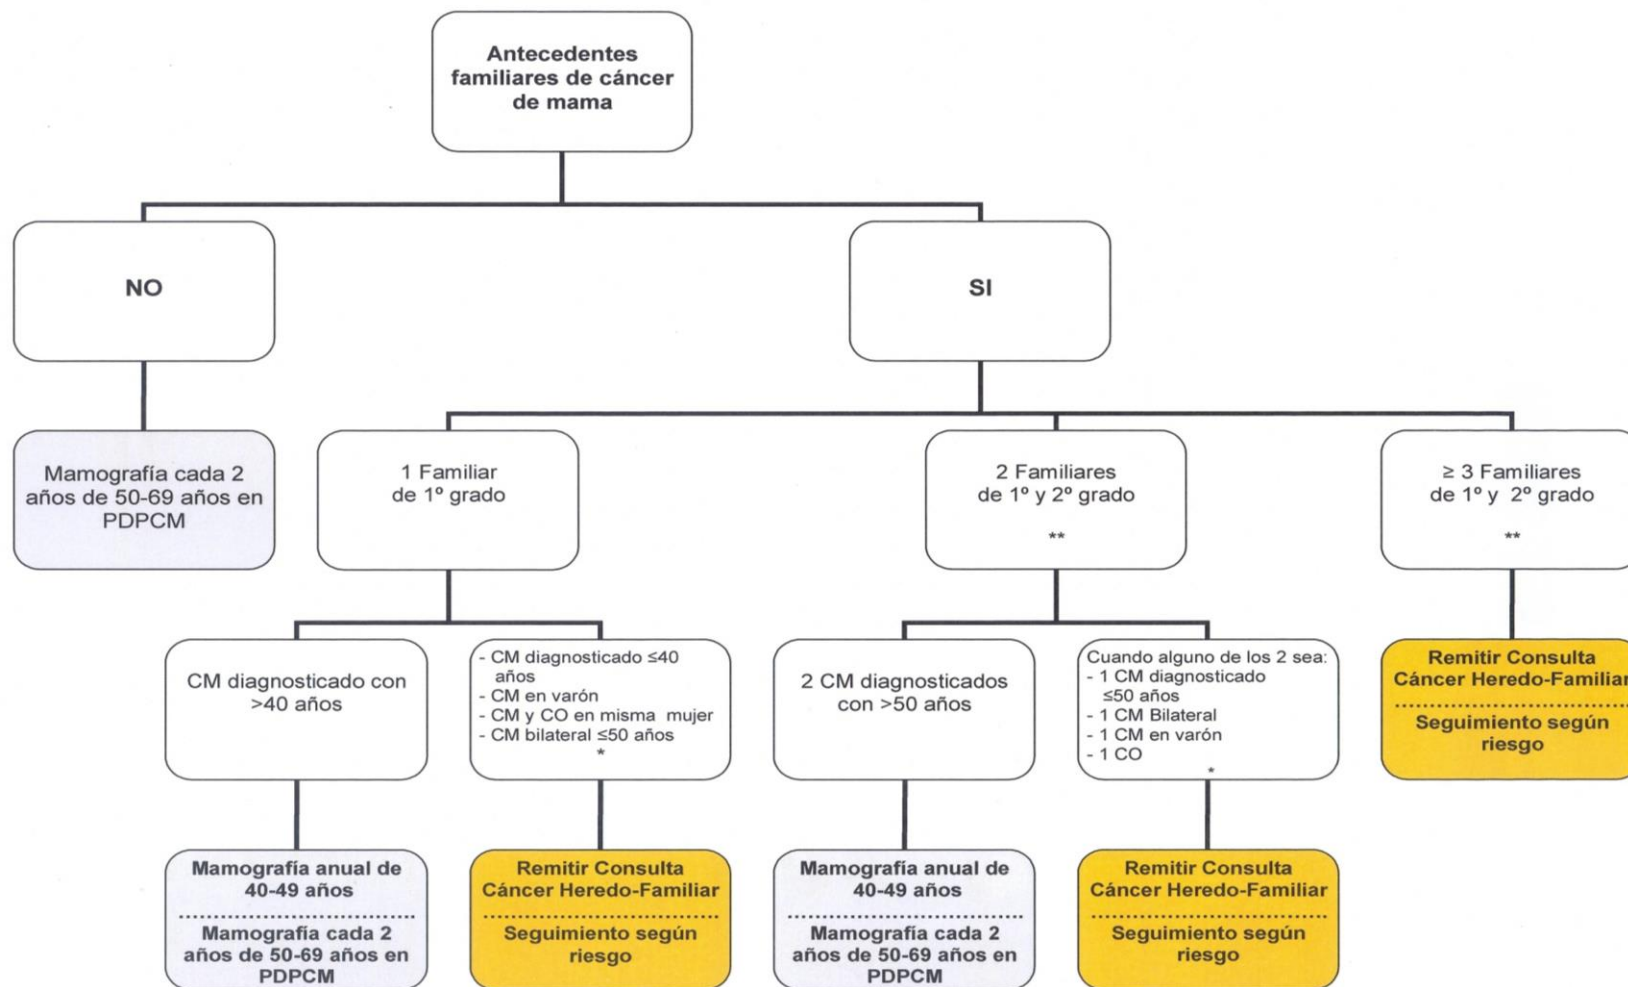 Antecedentes
familiares de cáncer
de mama
NO
SI
Mamografía cada 2
años de 50-69 años en
PDPCM
1 Familiar
de 1º grado
2 Familiares
de 1º y 2º grado
**
≥ 3 Familiares
de 1º y 2º grado
**
CM diagnosticado con
>40 años
- CM diagnosticado ≤40
años
- CM en varón
- CM y CO en misma mujer
- CM bilateral ≤50 años
*
2 CM diagnosticados
con >50 años
Cuando alguno de los 2 sea:
- 1 CM diagnosticado
≤50 años
- 1 CM Bilateral
- 1 CM en varón
- 1 CO
*
Remitir Consulta
Cáncer Heredo-Familiar
Seguimiento según
riesgo
Mamografía anual de
40-49 años
Mamografía cada 2
años de 50-69 años en
PDPCM
Remitir Consulta
Cáncer Heredo-Familiar
Seguimiento según
riesgo
Mamografía anual de
40-49 años
Mamografía cada 2
años de 50-69 años en
PDPCM
Remitir Consulta
Cáncer Heredo-Familiar
Seguimiento según
riesgo